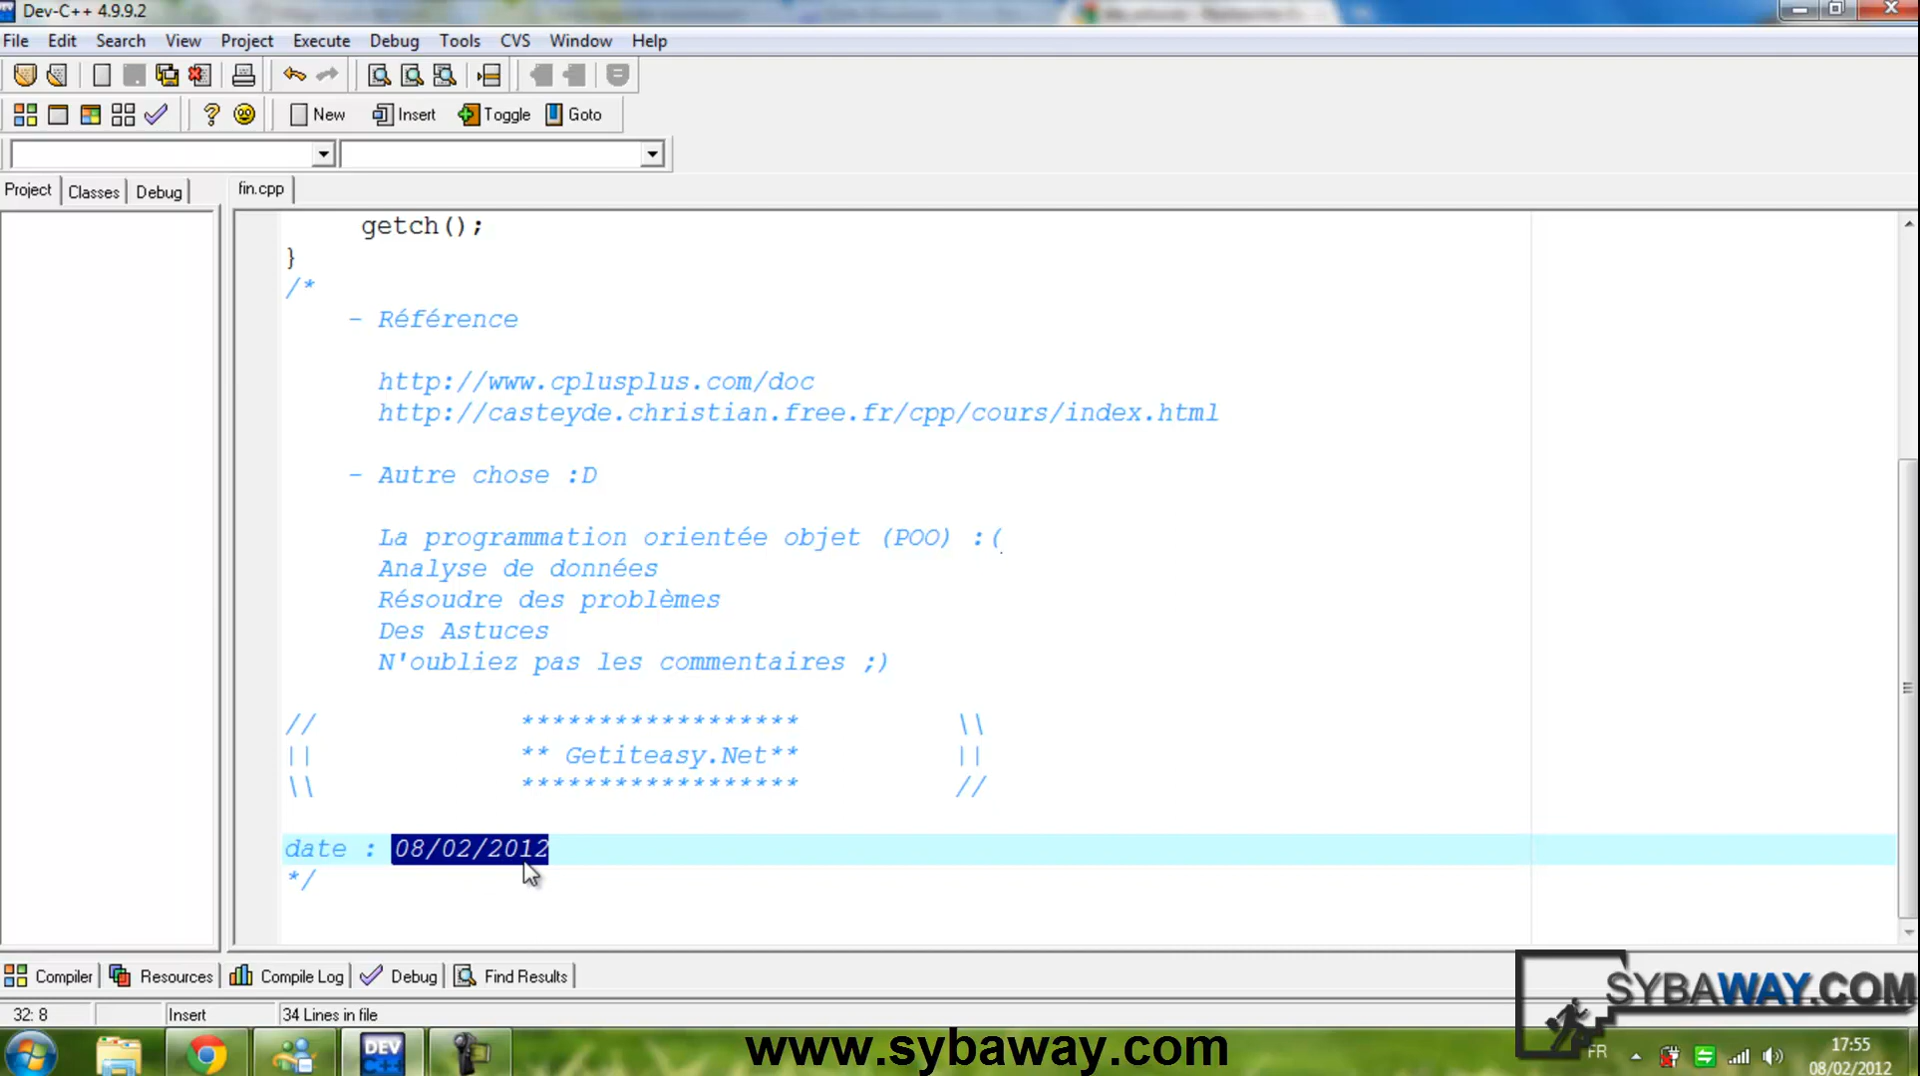 Dev-C++ 4.9.9.2
File Edit Search View Project Execute Debug Tools CVS Window Help
New Insert Toggle Goto
Project Classes Debug fin.cpp
getch();
}
/*
- Référence
http://www.cplusplus.com/doc
http://casteyde.christian.free.fr/cpp/cours/index.html
- Autre chose :D
La programmation orientée objet (POO) :(
Analyse de données
Résoudre des problèmes
Des Astuces
N'oubliez pas les commentaires ;)
// ****************** \\
|| ** Getiteasy.Net** ||
\\ ****************** //
date : 08/02/2012
*/
Compiler Resources Compile Log Debug Find Results
32: 8 Insert 34 Lines in file
SYBAWAY.COM
DEV C++
www.sybaway.com
FR
17:55
08/02/2012